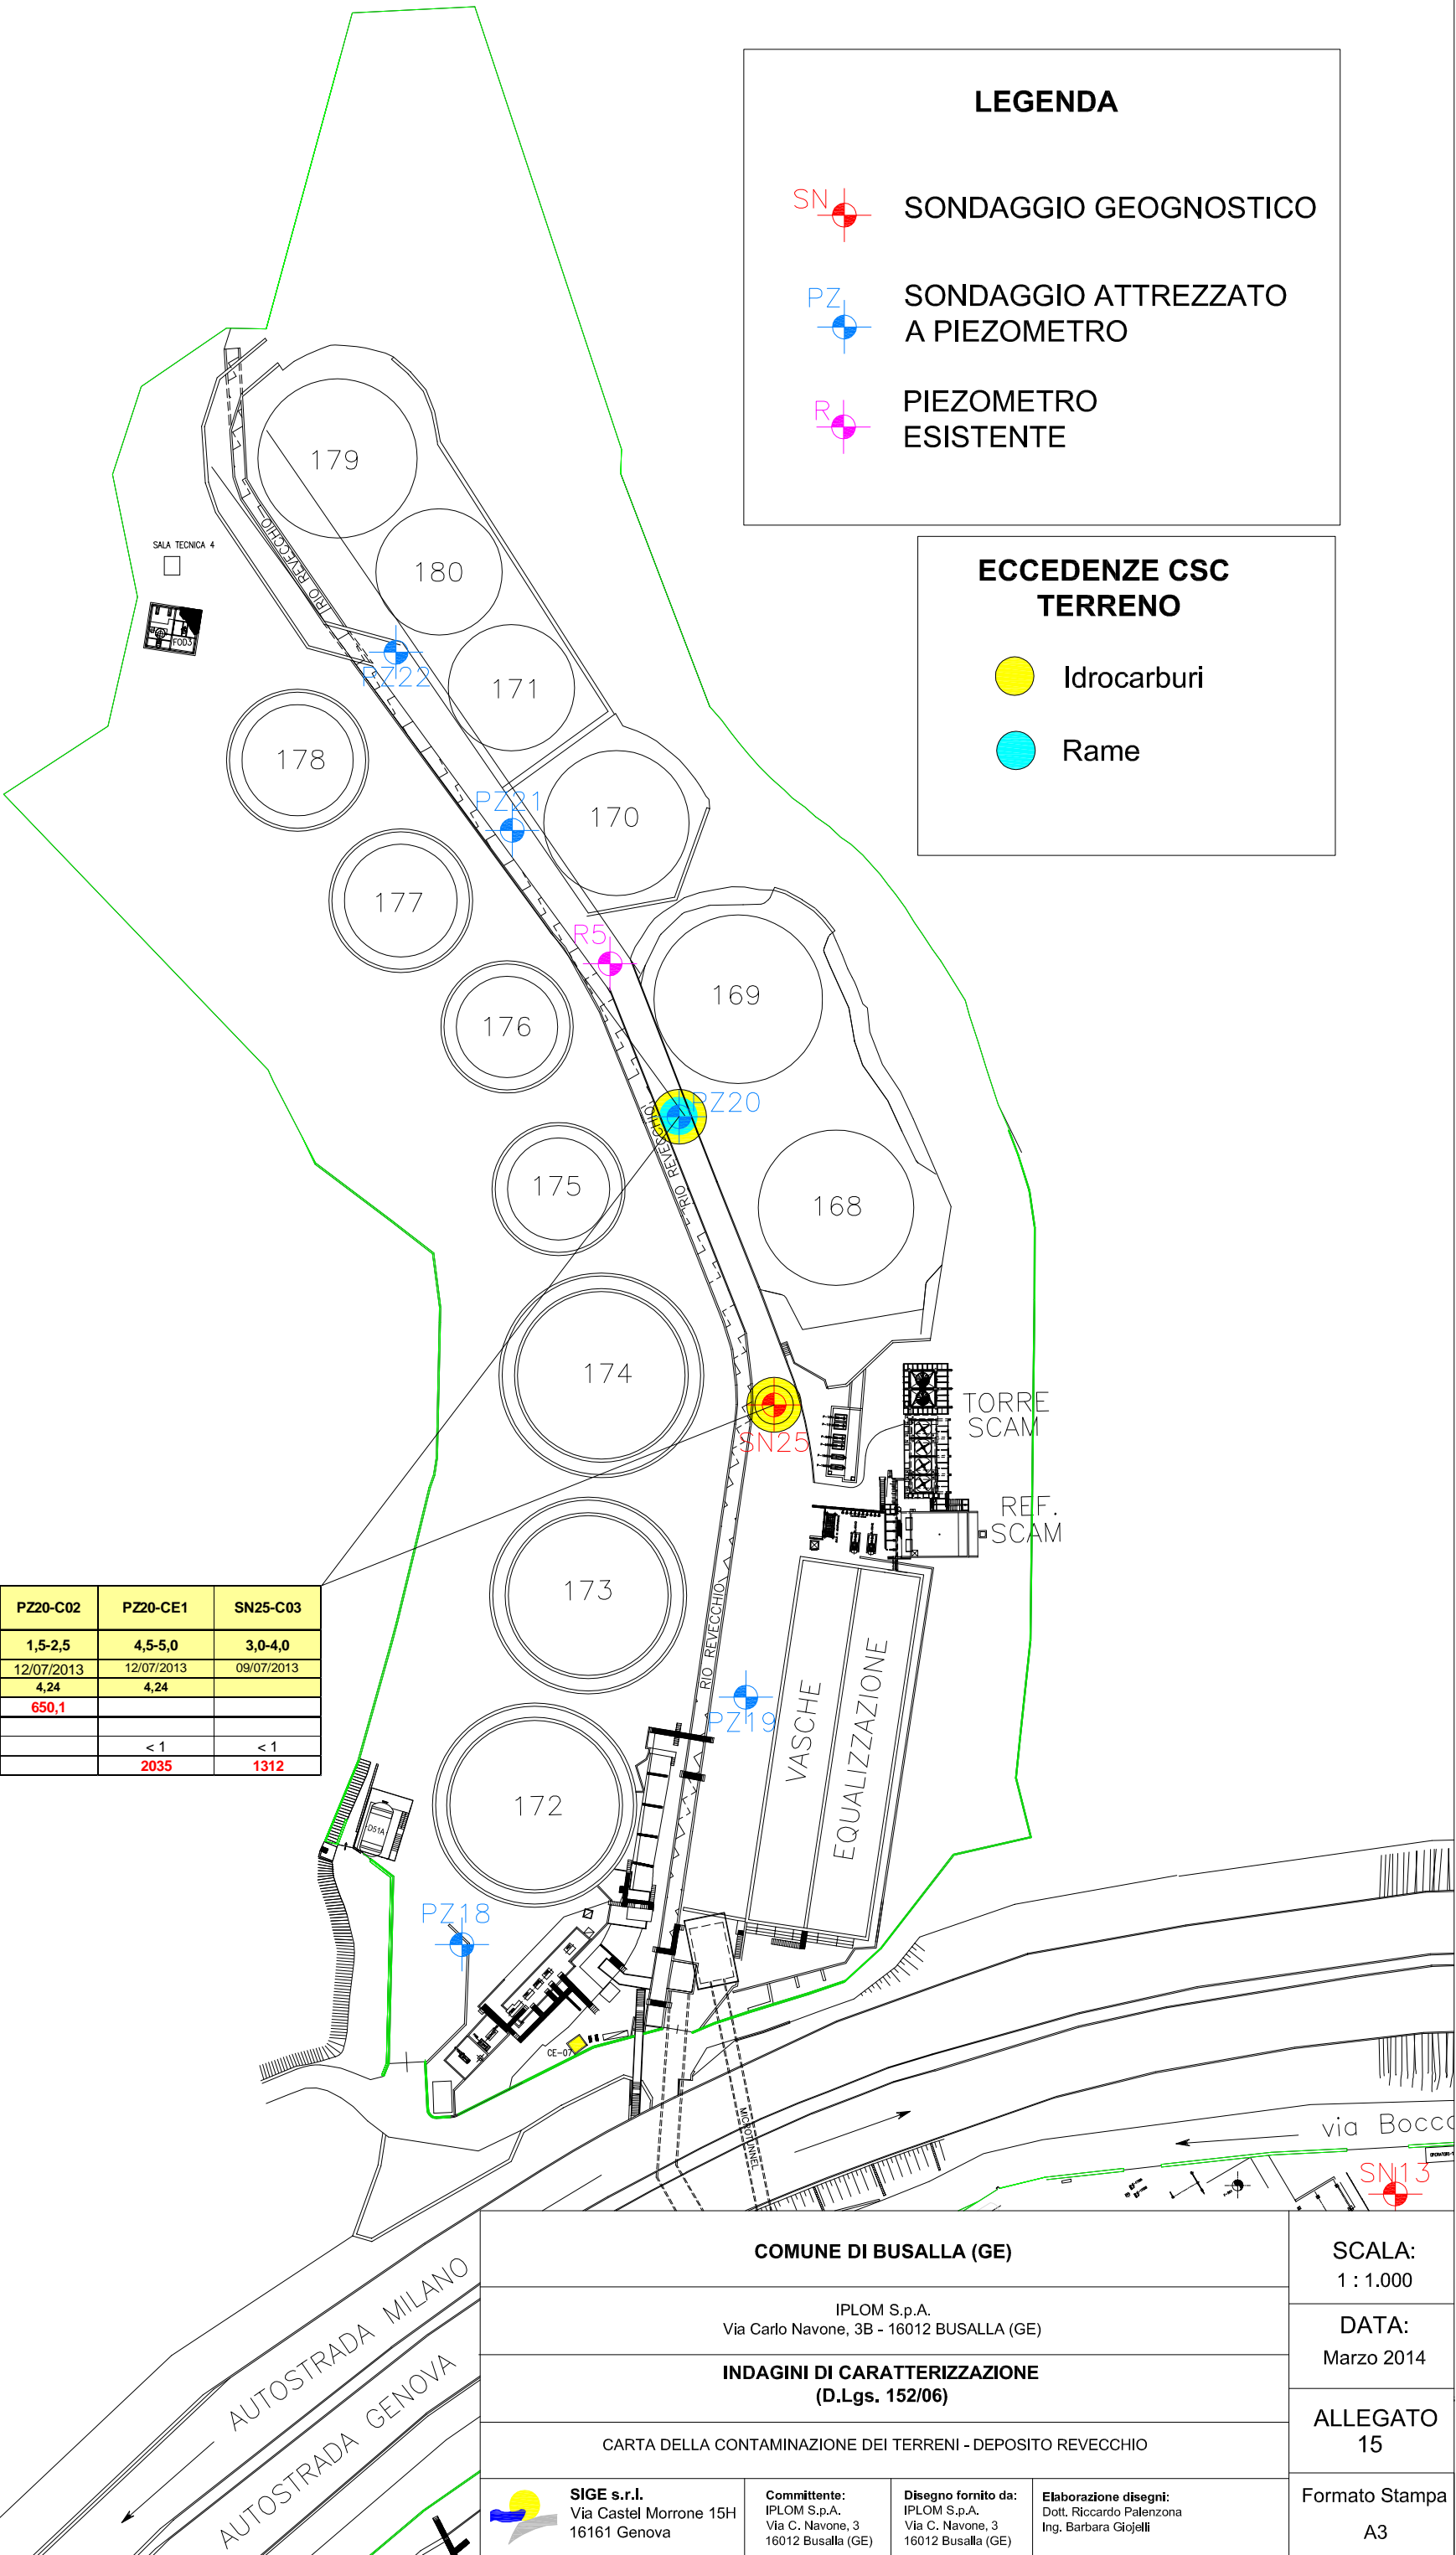 LEGENDA
SN
SONDAGGIO GEOGNOSTICO
PZ
SONDAGGIO ATTREZZATO
A PIEZOMETRO
R
PIEZOMETRO
ESISTENTE
ECCEDENZE CSC
TERRENO
Idrocarburi
Rame
179
RIO REVECCHIO
SALA TECNICA 4
180
FOD3
PZ22
171
178
PZ21
170
177
R5
169
176
PZ20
RIO REVECCHIO
175
168
174
TORRE
SCAM
SN25
REF.
SCAM
173
RIO REVECCHIO
PZ20-C02 PZ20-CE1 SN25-C03
1,5-2,5 4,5-5,0 3,0-4,0
12/07/2013 12/07/2013 09/07/2013
4,24 4,24
650,1
< 1 < 1
2035 1312
PZ19
VASCHE
EQUALIZZAZIONE
172
D51A
PZ18
CE-07
MICROTUNNEL
via Bocc
SN13
AUTOSTRADA MILANO
AUTOSTRADA GENOVA
COMUNE DI BUSALLA (GE)
IPLOM S.p.A.
Via Carlo Navone, 3B - 16012 BUSALLA (GE)
INDAGINI DI CARATTERIZZAZIONE
(D.Lgs. 152/06)
CARTA DELLA CONTAMINAZIONE DEI TERRENI - DEPOSITO REVECCHIO
SCALA:
1 : 1.000
DATA:
Marzo 2014
ALLEGATO
15
Formato Stampa
A3
SIGE s.r.l.
Via Castel Morrone 15H
16161 Genova
Committente:
IPLOM S.p.A.
Via C. Navone, 3
16012 Busalla (GE)
Disegno fornito da:
IPLOM S.p.A.
Via C. Navone, 3
16012 Busalla (GE)
Elaborazione disegni:
Dott. Riccardo Palenzona
Ing. Barbara Giojelli